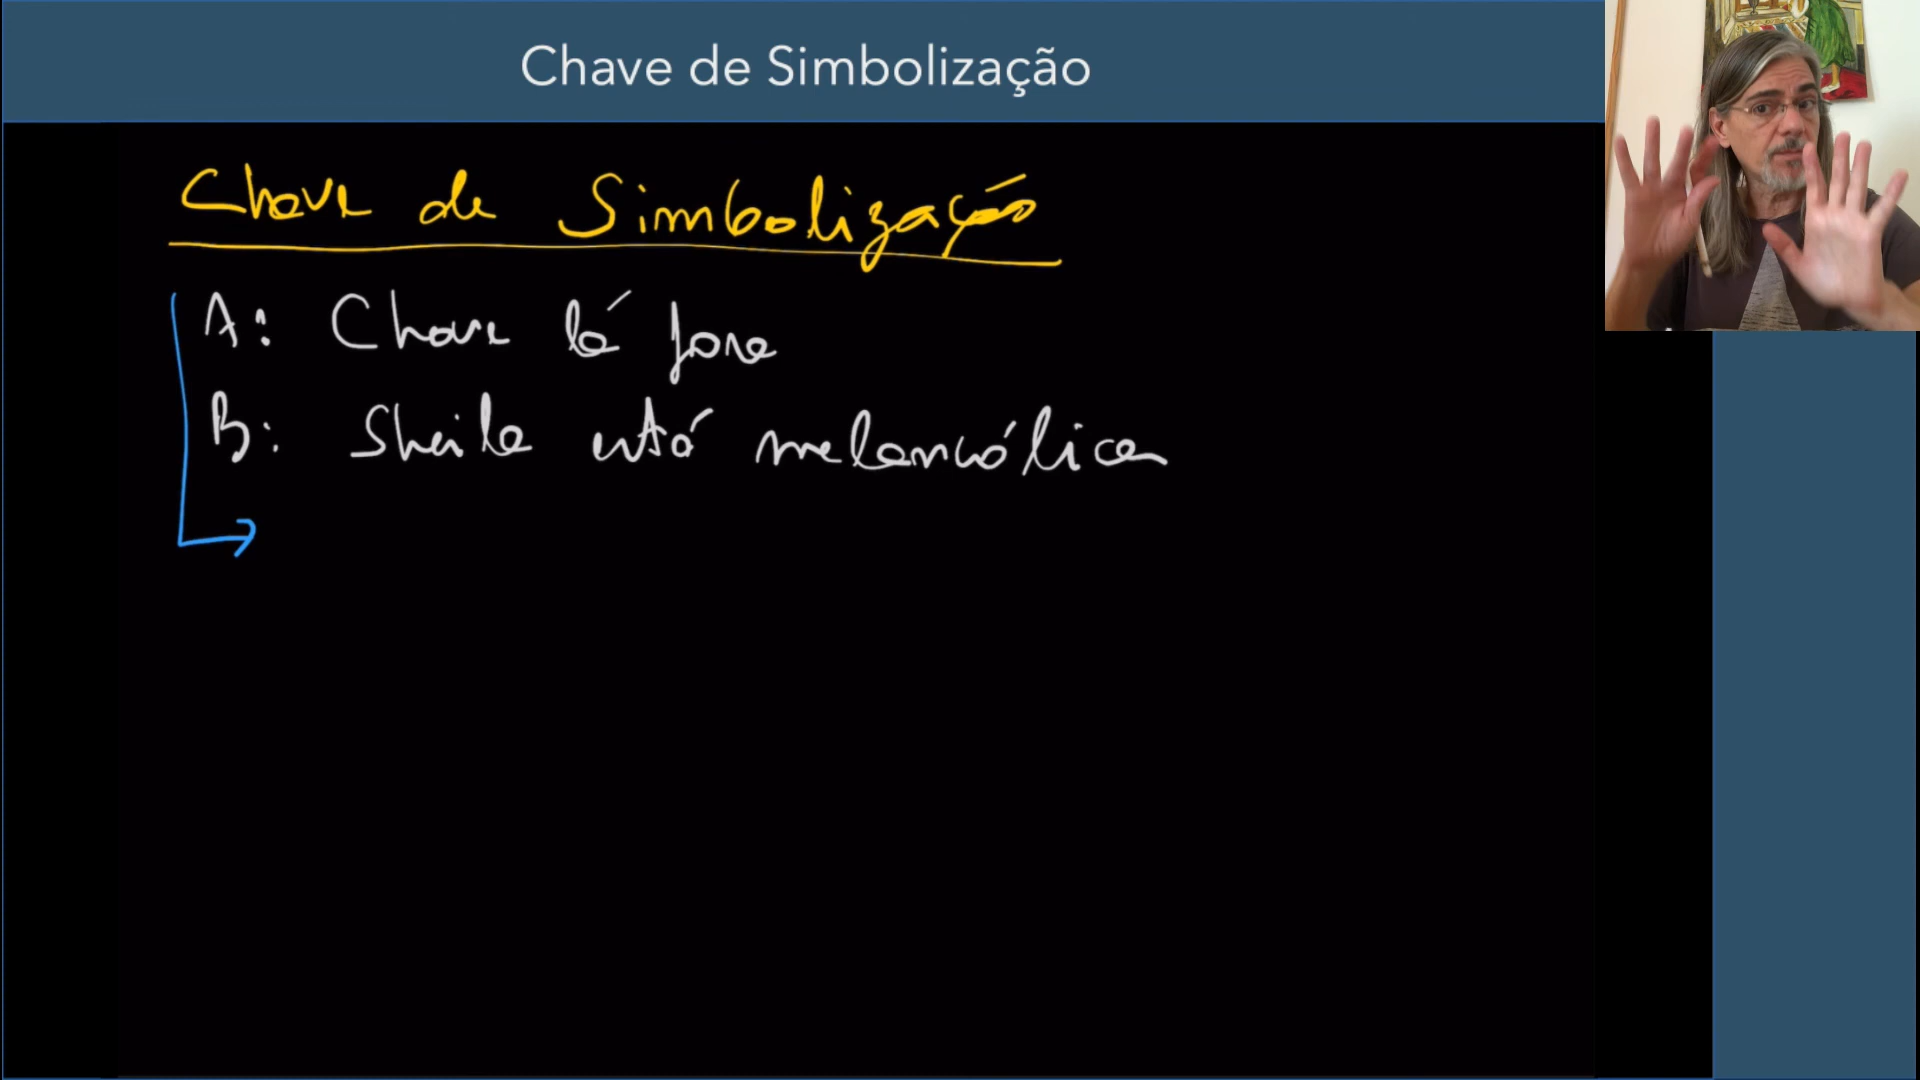 Chave de Simbolização
Chave de Simbolização
A: Chove lá fora
B: Sheila está melancólica